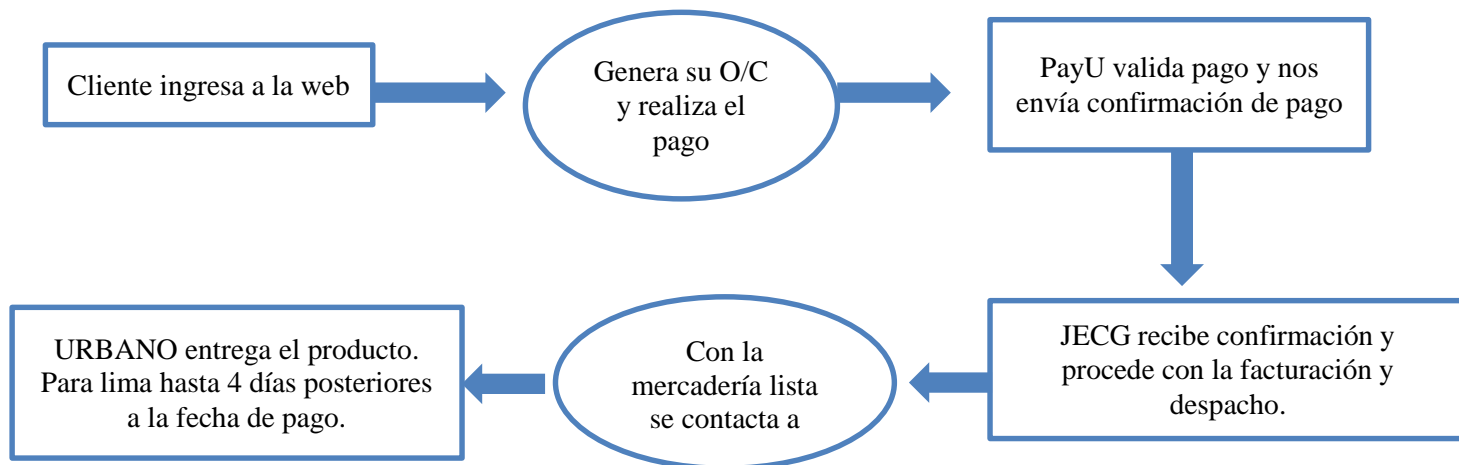 Cliente ingresa a la web
Genera su O/C
y realiza el
pago
PayU valida pago y nos
envía confirmación de pago
JECG recibe confirmación y
procede con la facturación y
despacho.
Con la
mercadería lista
se contacta a
URBANO entrega el producto.
Para lima hasta 4 días posteriores
a la fecha de pago.